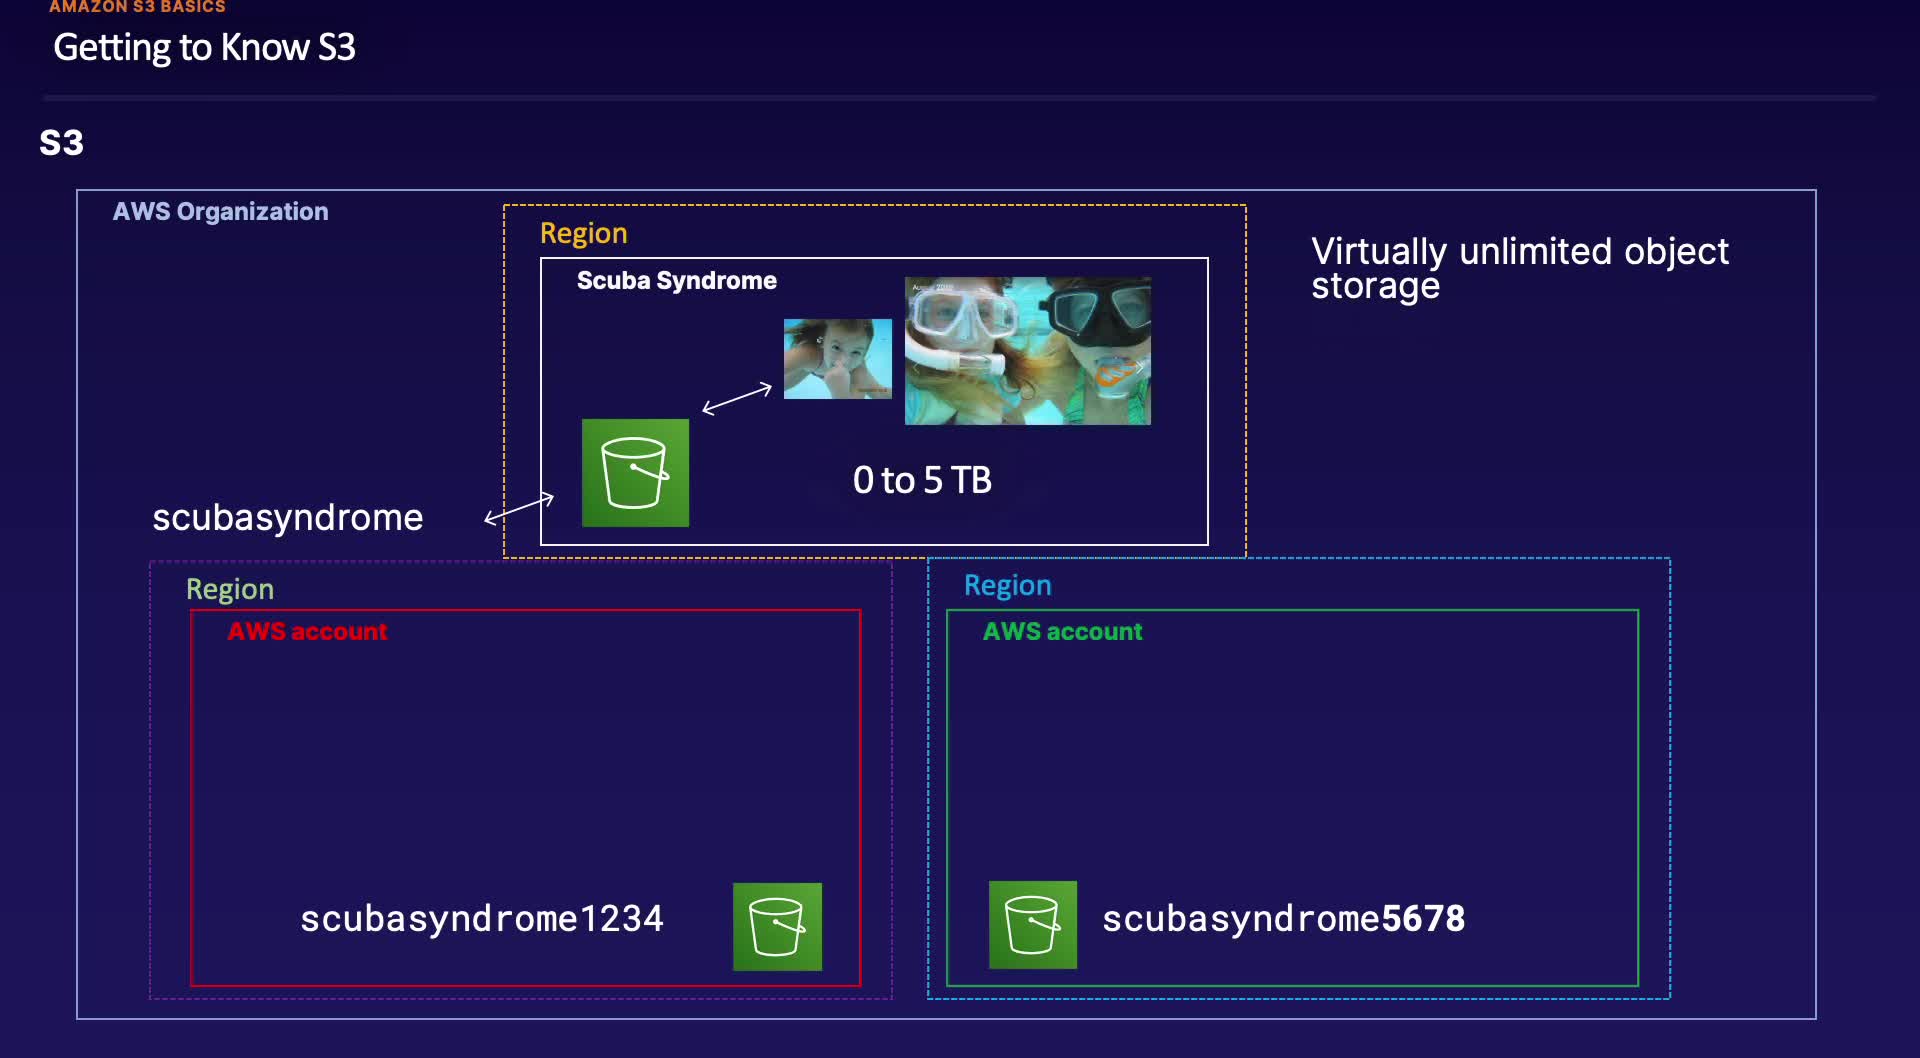 AMAZON S3 BASICS
Getting to Know S3
S3
AWS Organization
Region
Scuba Syndrome
Virtually unlimited object
storage
0 to 5 TB
scubasyndrome
Region
AWS account
scubasyndrome1234
Region
AWS account
scubasyndrome5678